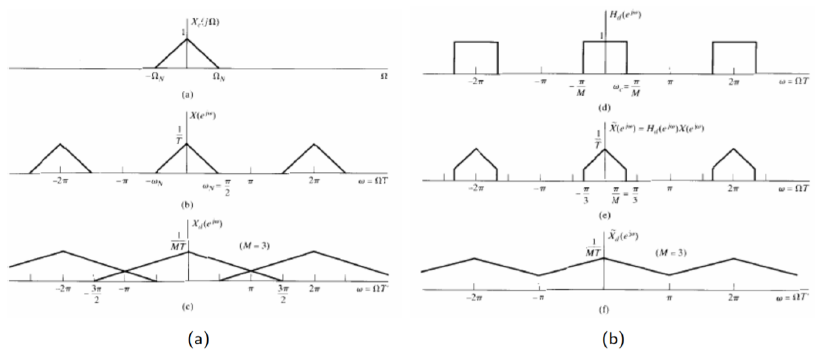 X_c(jΩ)
1
−Ω_N Ω_N Ω
(a)
X(e^{jω})
1/T
−2π −π −ω_N ω_N = π/2 π 2π ω = ΩT
(b)
X_d(e^{jω})
1/MT (M = 3)
−2π −3π/2 −π π 3π/2 2π ω = ΩT'
(c)
(a)
H_d(e^{jω})
1
−2π −π −π/M ω_c = π/M π 2π ω = ΩT
(d)
X̃(e^{jω}) = H_d(e^{jω})X(e^{jω})
1/T
−2π −π −π/3 π/M = π/3 π 2π ω = ΩT
(e)
X̃_d(e^{jω})
1/MT (M = 3)
−2π −π π 2π ω = ΩT'
(f)
(b)